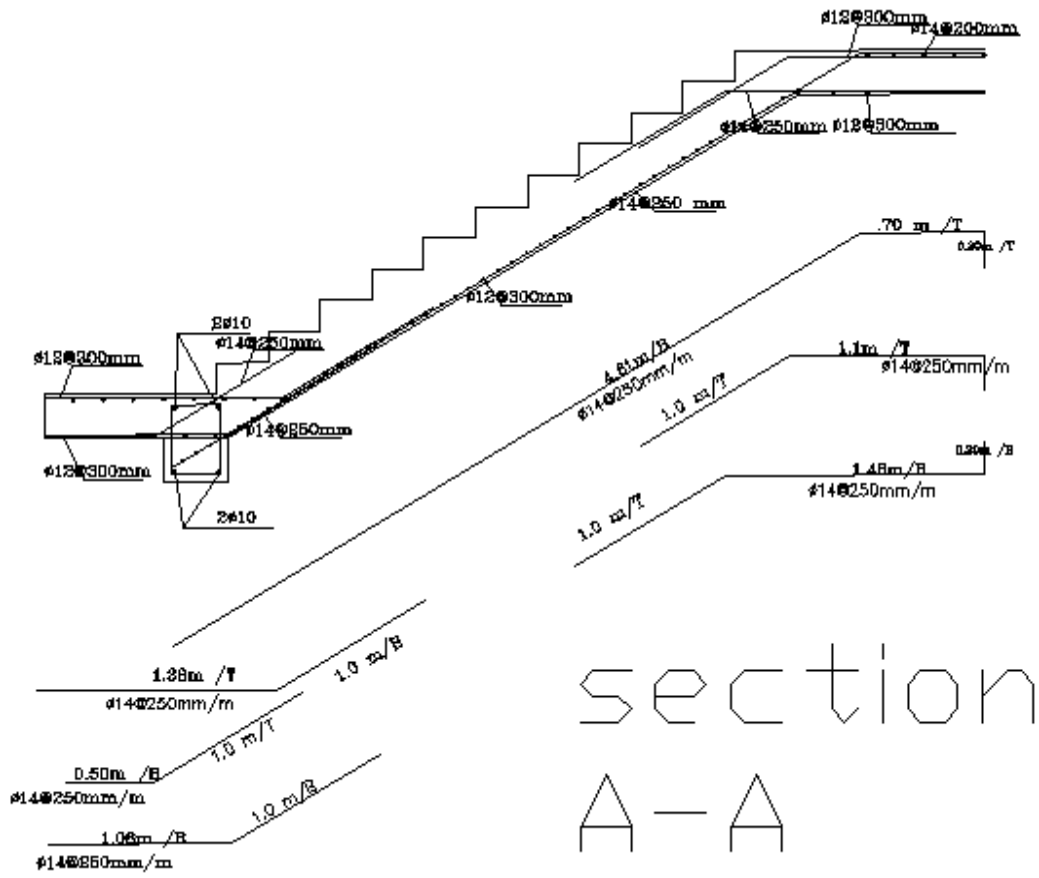 ø12@300mm
ø14@200mm
ø14@250mm
ø12@300mm
ø14@250 mm
.70 m /T
0.20m /T
ø12@300mm
2ø10
ø14@250mm
ø12@300mm
4.61m/B
ø14@250mm/m
1.1m /T
ø14@250mm/m
1.0 m/T
ø14@250mm
ø12@300mm
0.20m /B
1.48m/B
ø14@250mm/m
1.0 m/T
2ø10
1.38m /T
ø14@250mm/m
1.0 m/B
section
1.0 m/T
0.50m /B
ø14@250mm/m
A-A
1.0 m/B
1.06m /B
ø14@250mm/m